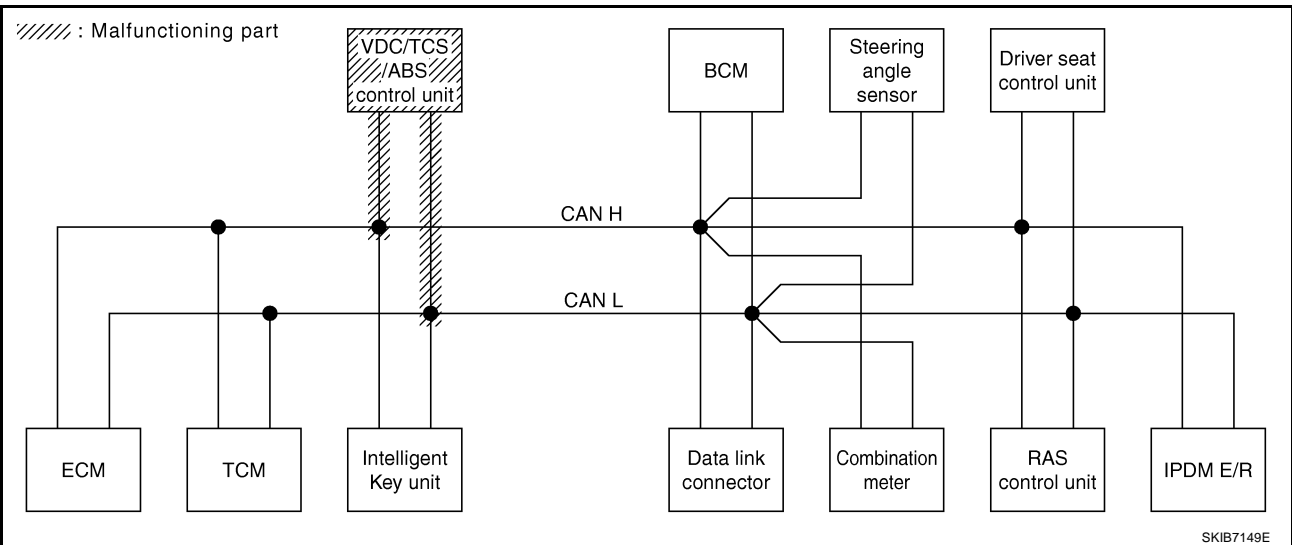 : Malfunctioning part
VDC/TCS
/ABS
control unit
BCM
Steering
angle
sensor
Driver seat
control unit
CAN H
CAN L
ECM
TCM
Intelligent
Key unit
Data link
connector
Combination
meter
RAS
control unit
IPDM E/R
SKIB7149E